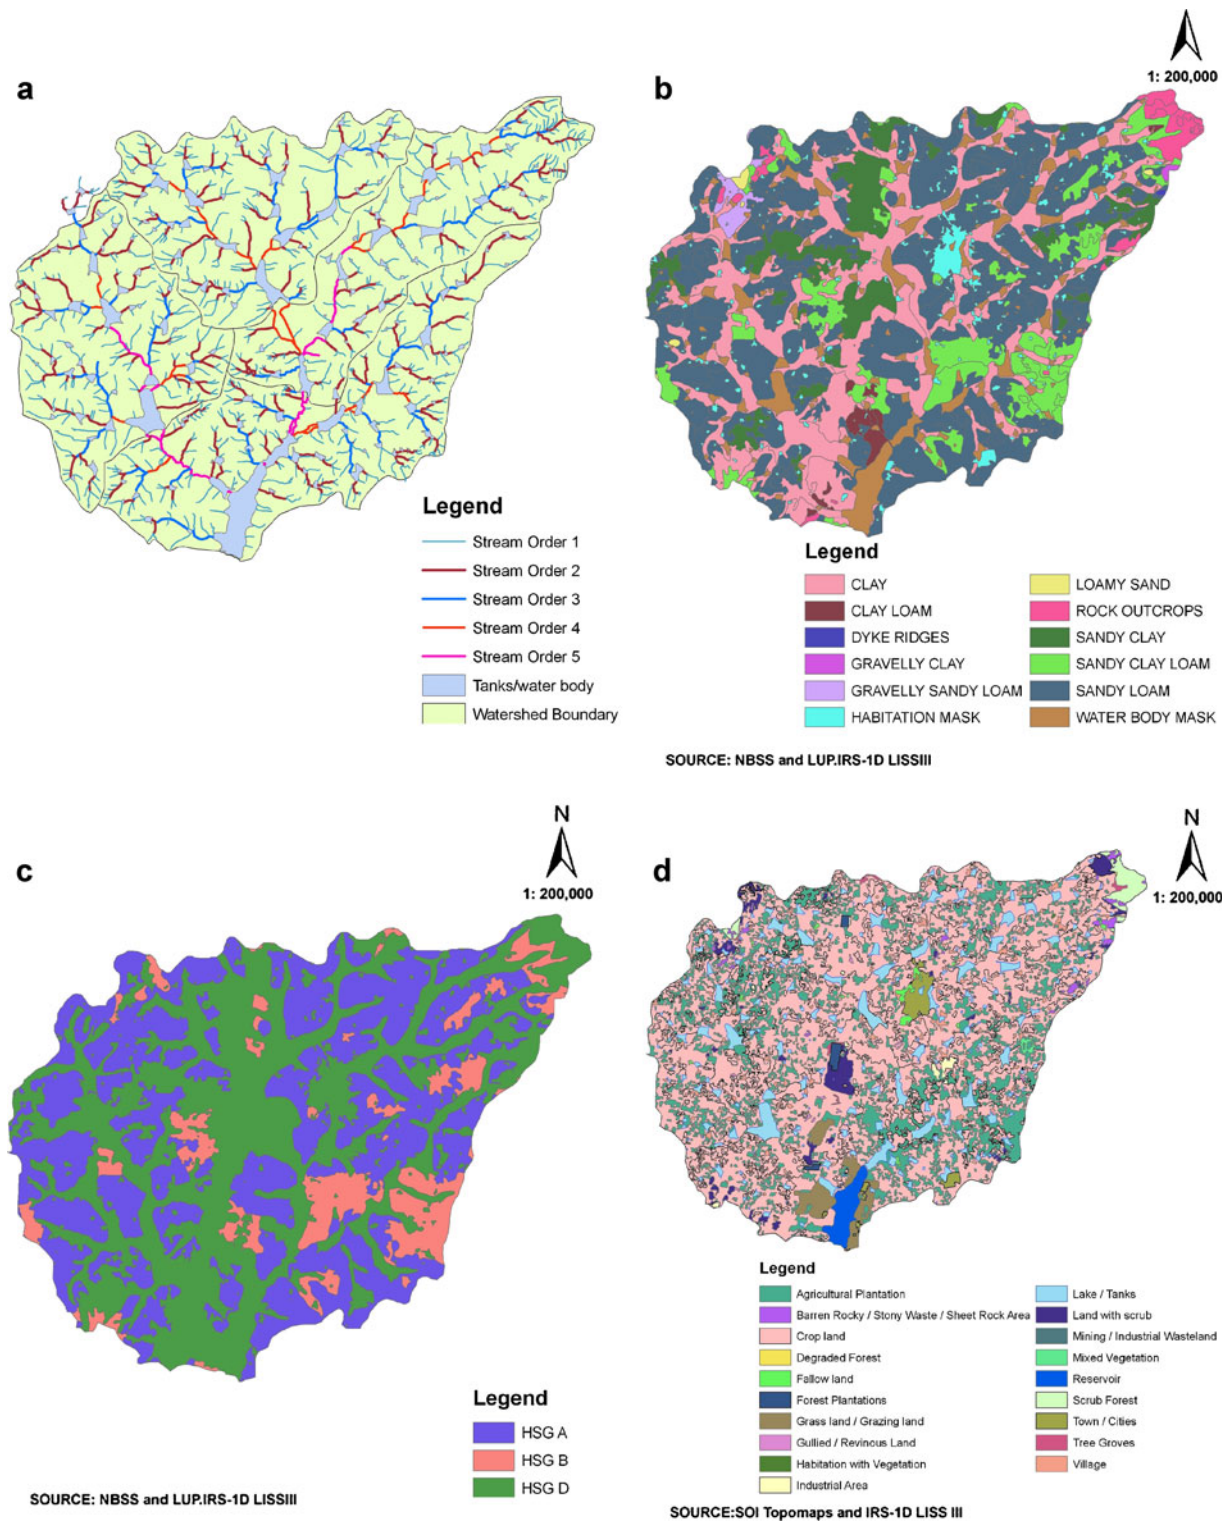 a
Legend
Stream Order 1
Stream Order 2
Stream Order 3
Stream Order 4
Stream Order 5
Tanks/water body
Watershed Boundary
b
1: 200,000
Legend
CLAY
CLAY LOAM
DYKE RIDGES
GRAVELLY CLAY
GRAVELLY SANDY LOAM
HABITATION MASK
LOAMY SAND
ROCK OUTCROPS
SANDY CLAY
SANDY CLAY LOAM
SANDY LOAM
WATER BODY MASK
SOURCE: NBSS and LUP.IRS-1D LISSIII
c
N
1: 200,000
Legend
HSG A
HSG B
HSG D
SOURCE: NBSS and LUP.IRS-1D LISSIII
d
N
1: 200,000
Legend
Agricultural Plantation
Barren Rocky / Stony Waste / Sheet Rock Area
Crop land
Degraded Forest
Fallow land
Forest Plantations
Grass land / Grazing land
Gullied / Revinous Land
Habitation with Vegetation
Industrial Area
Lake / Tanks
Land with scrub
Mining / Industrial Wasteland
Mixed Vegetation
Reservoir
Scrub Forest
Town / Cities
Tree Groves
Village
SOURCE:SOI Topomaps and IRS-1D LISS III